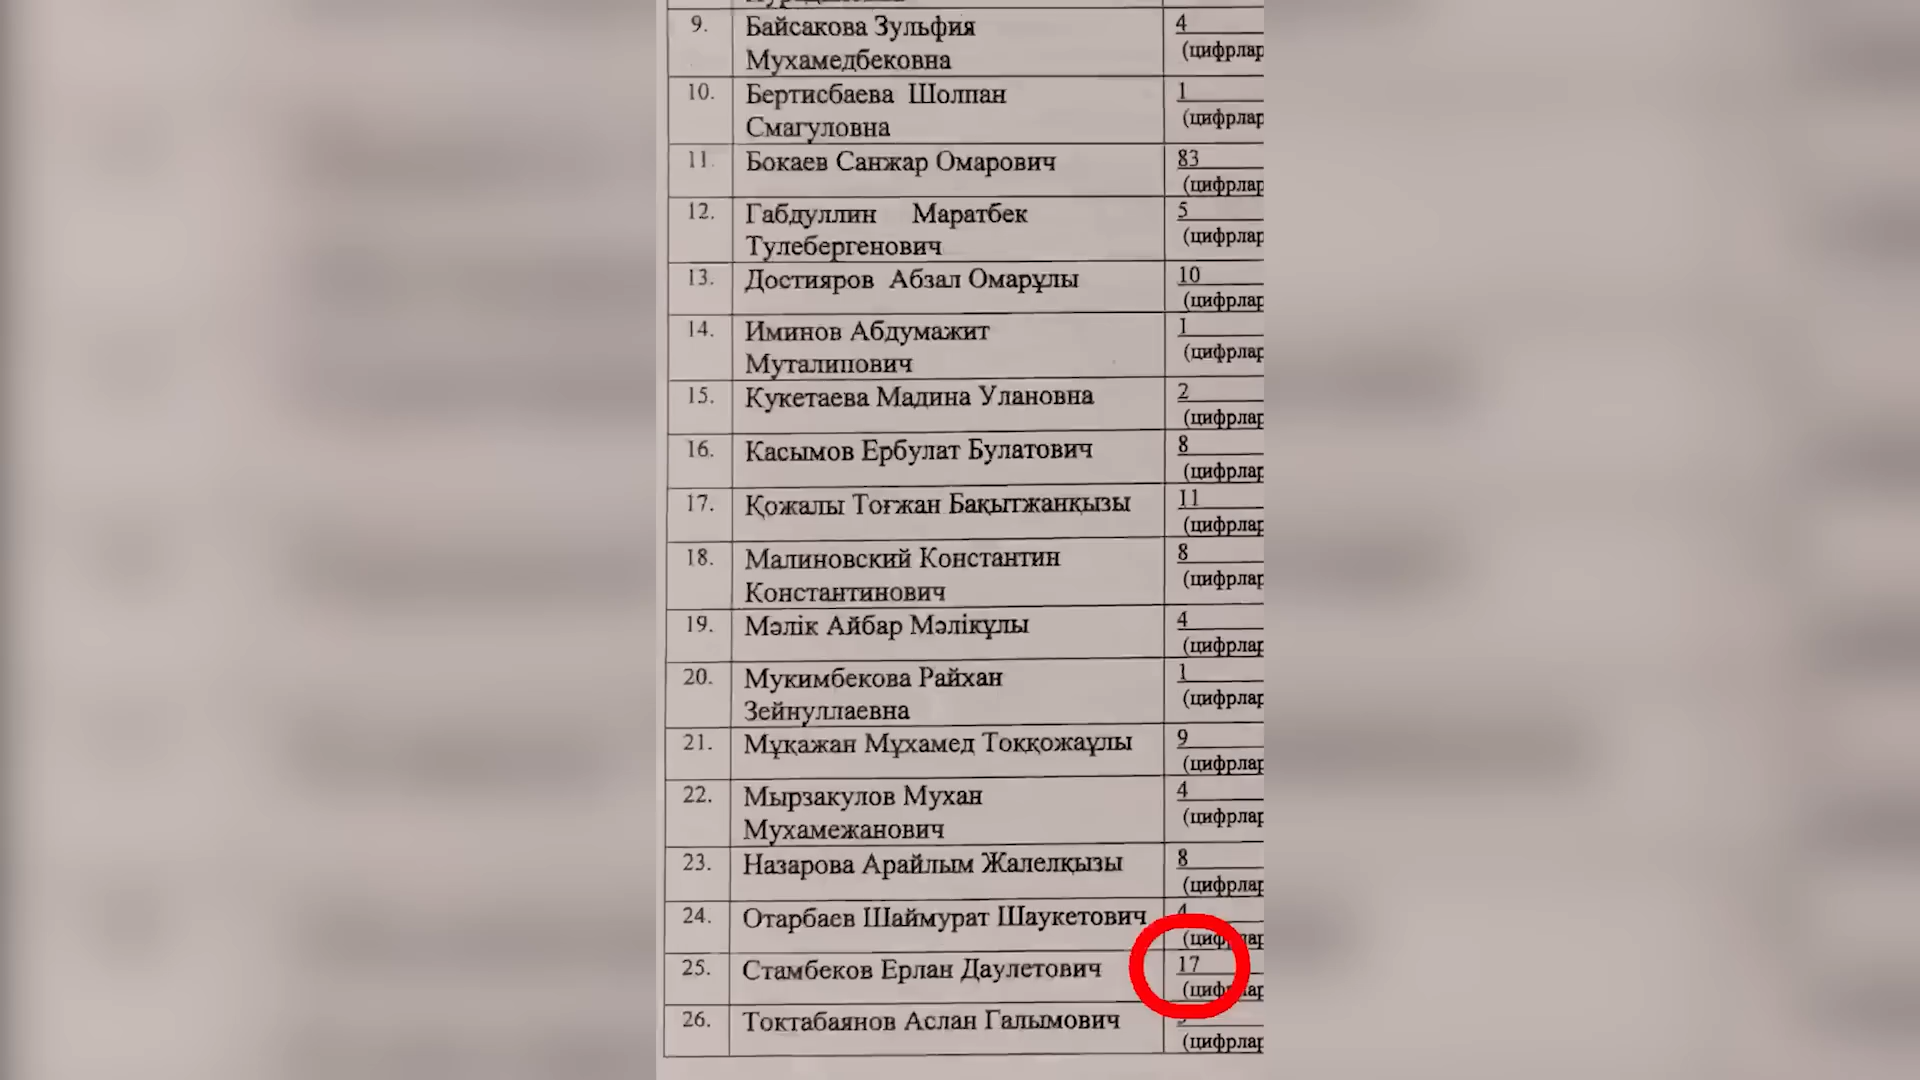 9. Байсакова Зульфия 4
Мухамедбековна (цифрлар
10. Бертисбаева Шолпан 1
Смагуловна (цифрлар
11. Бокаев Санжар Омарович 83
(цифрлар
12. Габдуллин Маратбек 5
Тулебергенович (цифрлар
13. Достияров Абзал Омарұлы 10
(цифрлар
14. Иминов Абдумажит 1
Муталипович (цифрлар
15. Кукетаева Мадина Улановна 2
(цифрлар
16. Касымов Ербулат Булатович 8
(цифрлар
17. Қожалы Тоғжан Бақытжанқызы 11
(цифрлар
18. Малиновский Константин 8
Константинович (цифрлар
19. Мәлік Айбар Мәлікұлы 4
(цифрлар
20. Мукимбекова Райхан 1
Зейнуллаевна (цифрлар
21. Мұқажан Мұхамед Тоққожаұлы 9
(цифрлар
22. Мырзакулов Мухан 4
Мухамежанович (цифрлар
23. Назарова Арайлым Жалелқызы 8
(цифрлар
24. Отарбаев Шаймурат Шаукетович 4
(цифрлар
25. Стамбеков Ерлан Даулетович 17
(цифрлар
26. Токтабаянов Аслан Галымович
(цифрлар